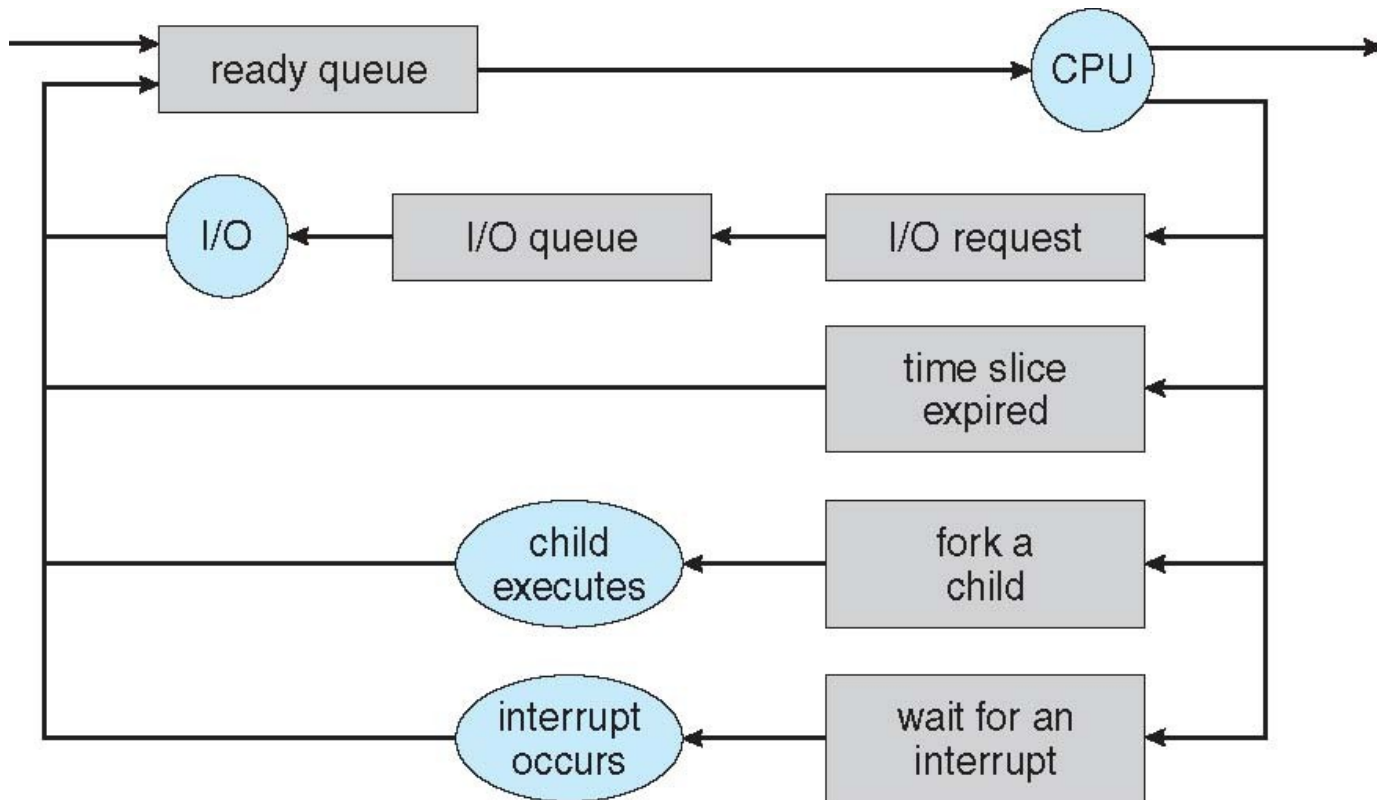 ready queue
CPU
I/O
I/O queue
I/O request
time slice
expired
child
executes
fork a
child
interrupt
occurs
wait for an
interrupt